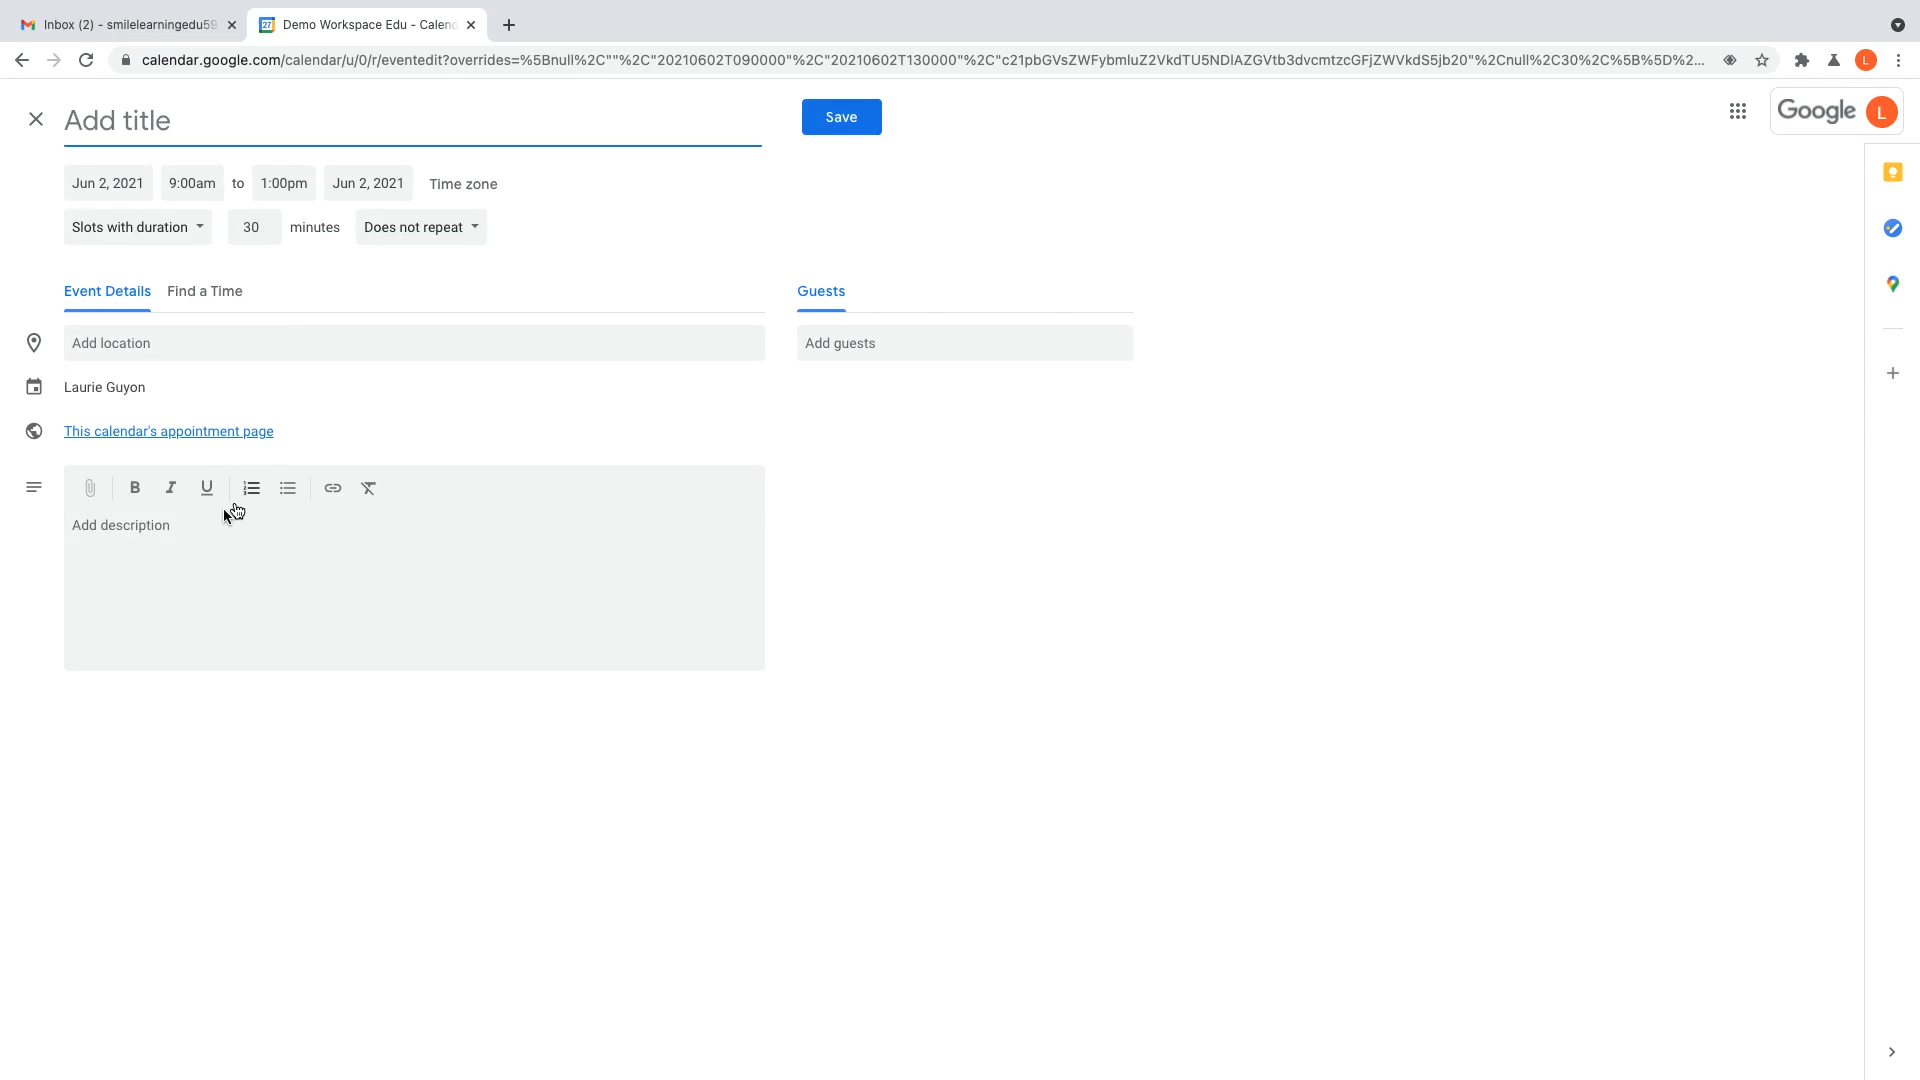 Inbox (2) - smilelearningedu59
Demo Workspace Edu - Calend
calendar.google.com/calendar/u/0/r/eventedit?overrides=%5Bnull%2C""%2C"20210602T090000"%2C"20210602T130000"%2C"c21pbGVsZWFybmluZ2VkdTU5NDlAZGVtb3dvcmtzcGFjZWVkdS5jb20"%2Cnull%2C30%2C%5B%5D%2...
L
Add title
Save
Google
L
Jun 2, 2021
9:00am
to
1:00pm
Jun 2, 2021
Time zone
Slots with duration
30
minutes
Does not repeat
Event Details
Find a Time
Guests
Add location
Add guests
Laurie Guyon
This calendar's appointment page
B
I
U
Add description